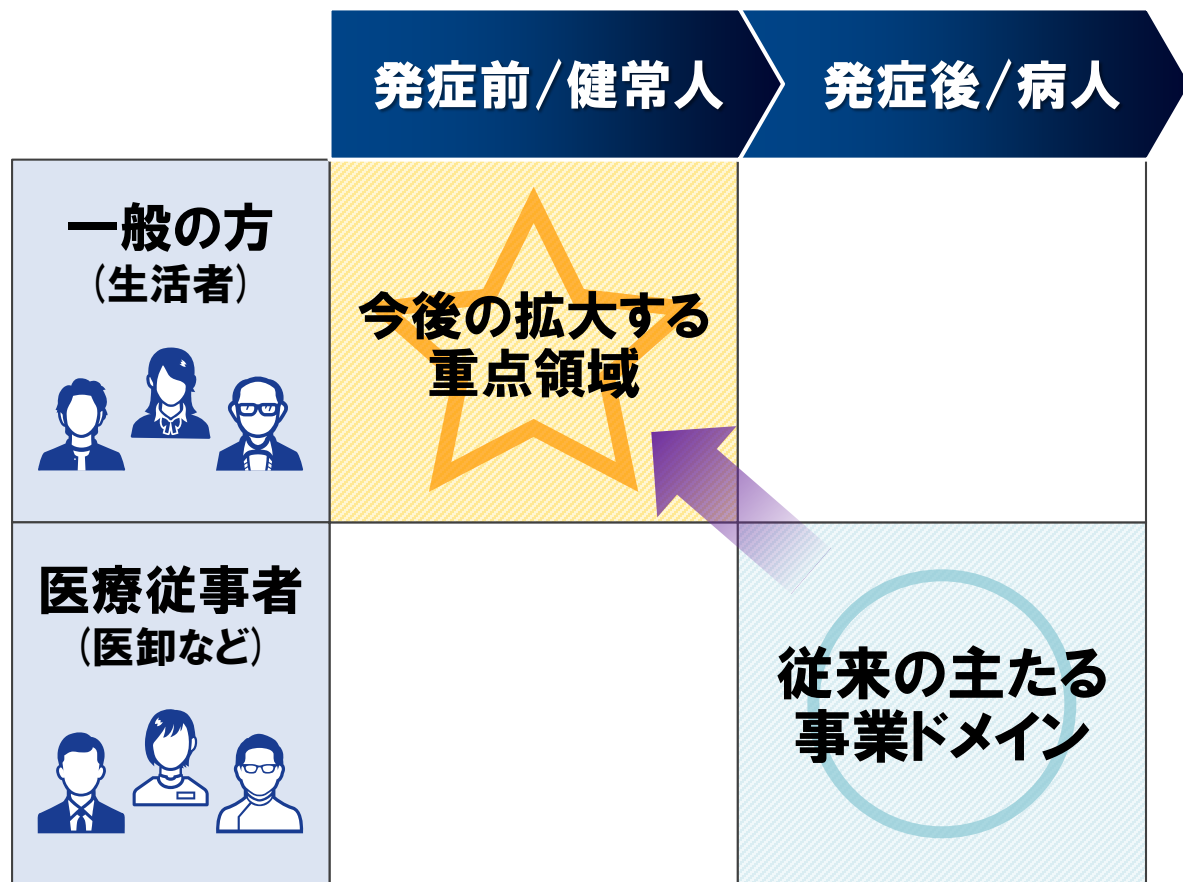 発症前/健常人
発症後/病人
一般の方
(生活者)
今後の拡大する
重点領域
医療従事者
(医卸など)
従来の主たる
事業ドメイン